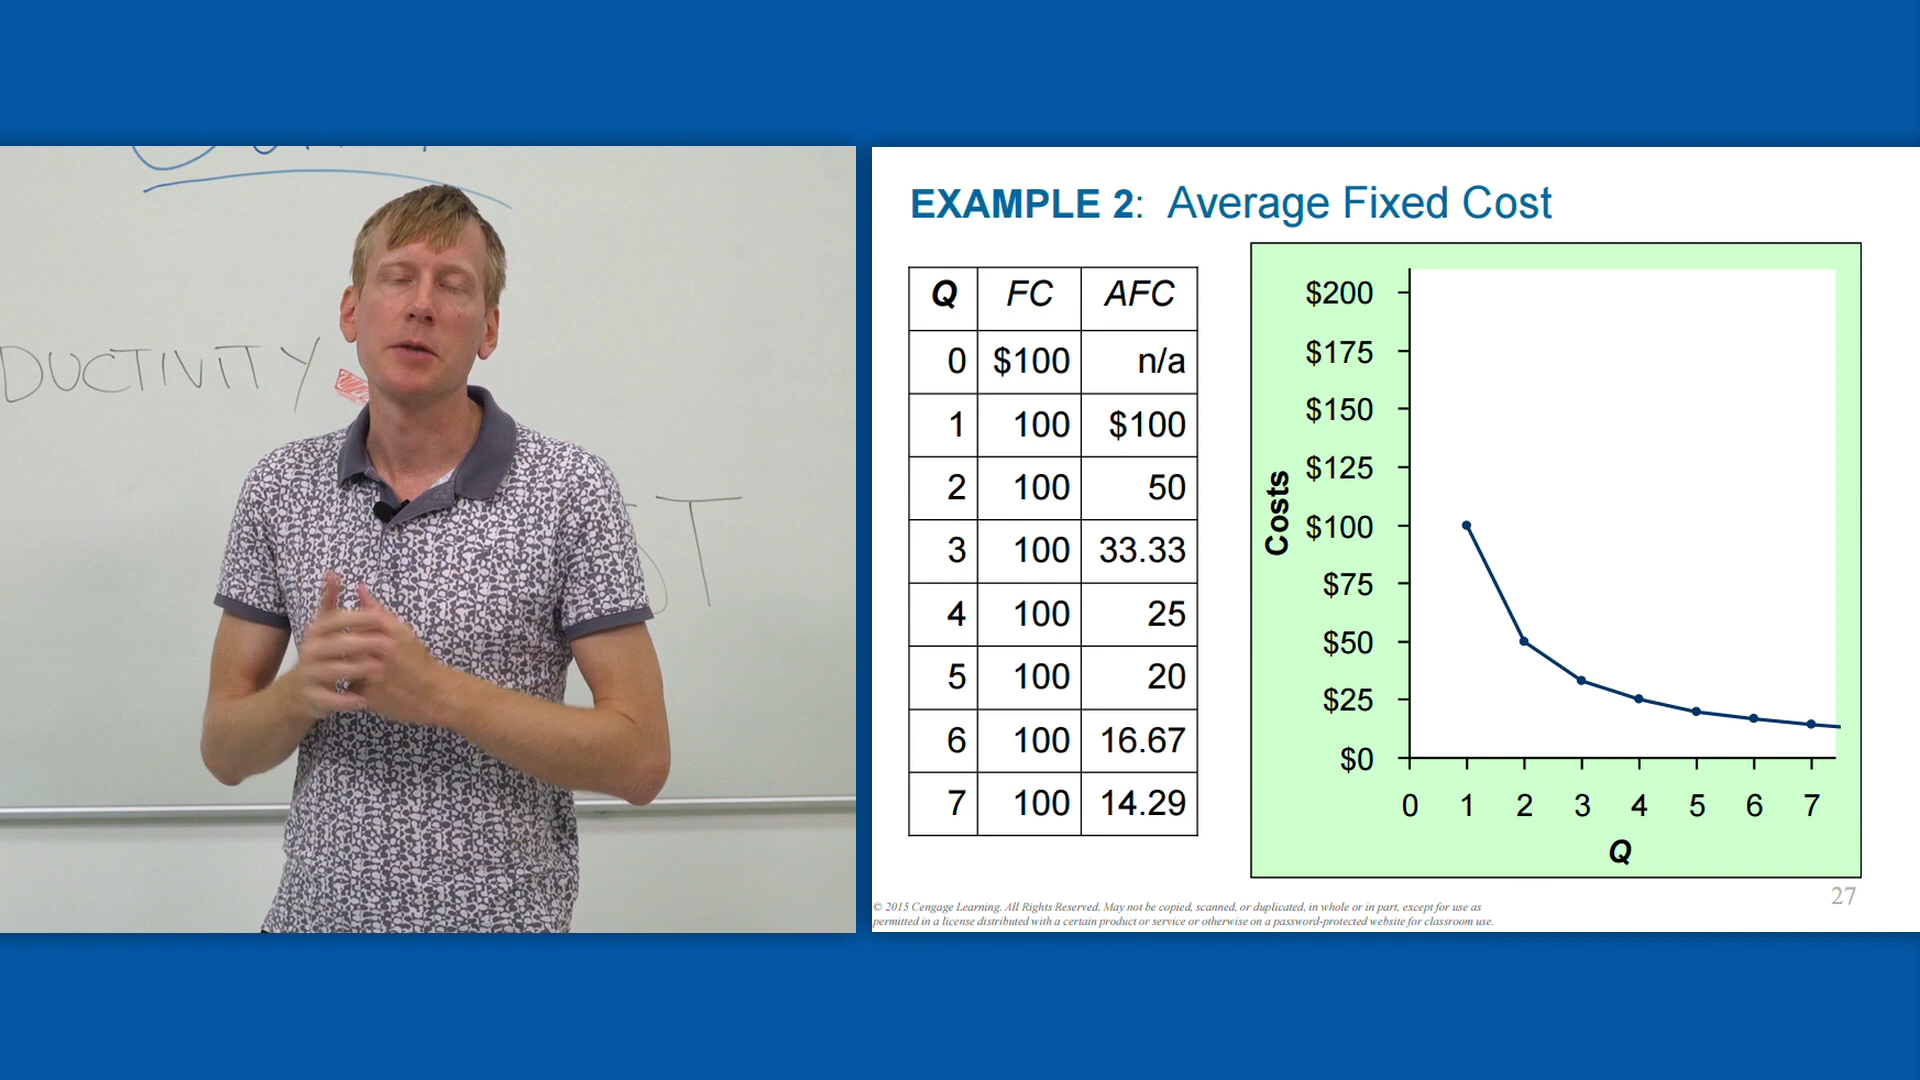 DUCTIVITY
ST
EXAMPLE 2: Average Fixed Cost
Q FC AFC
0 $100 n/a
1 100 $100
2 100 50
3 100 33.33
4 100 25
5 100 20
6 100 16.67
7 100 14.29
$200
$175
$150
$125
$100
$75
$50
$25
$0
Costs
0 1 2 3 4 5 6 7
Q
27
© 2015 Cengage Learning. All Rights Reserved. May not be copied, scanned, or duplicated, in whole or in part, except for use as
permitted in a license distributed with a certain product or service or otherwise on a password-protected website for classroom use.